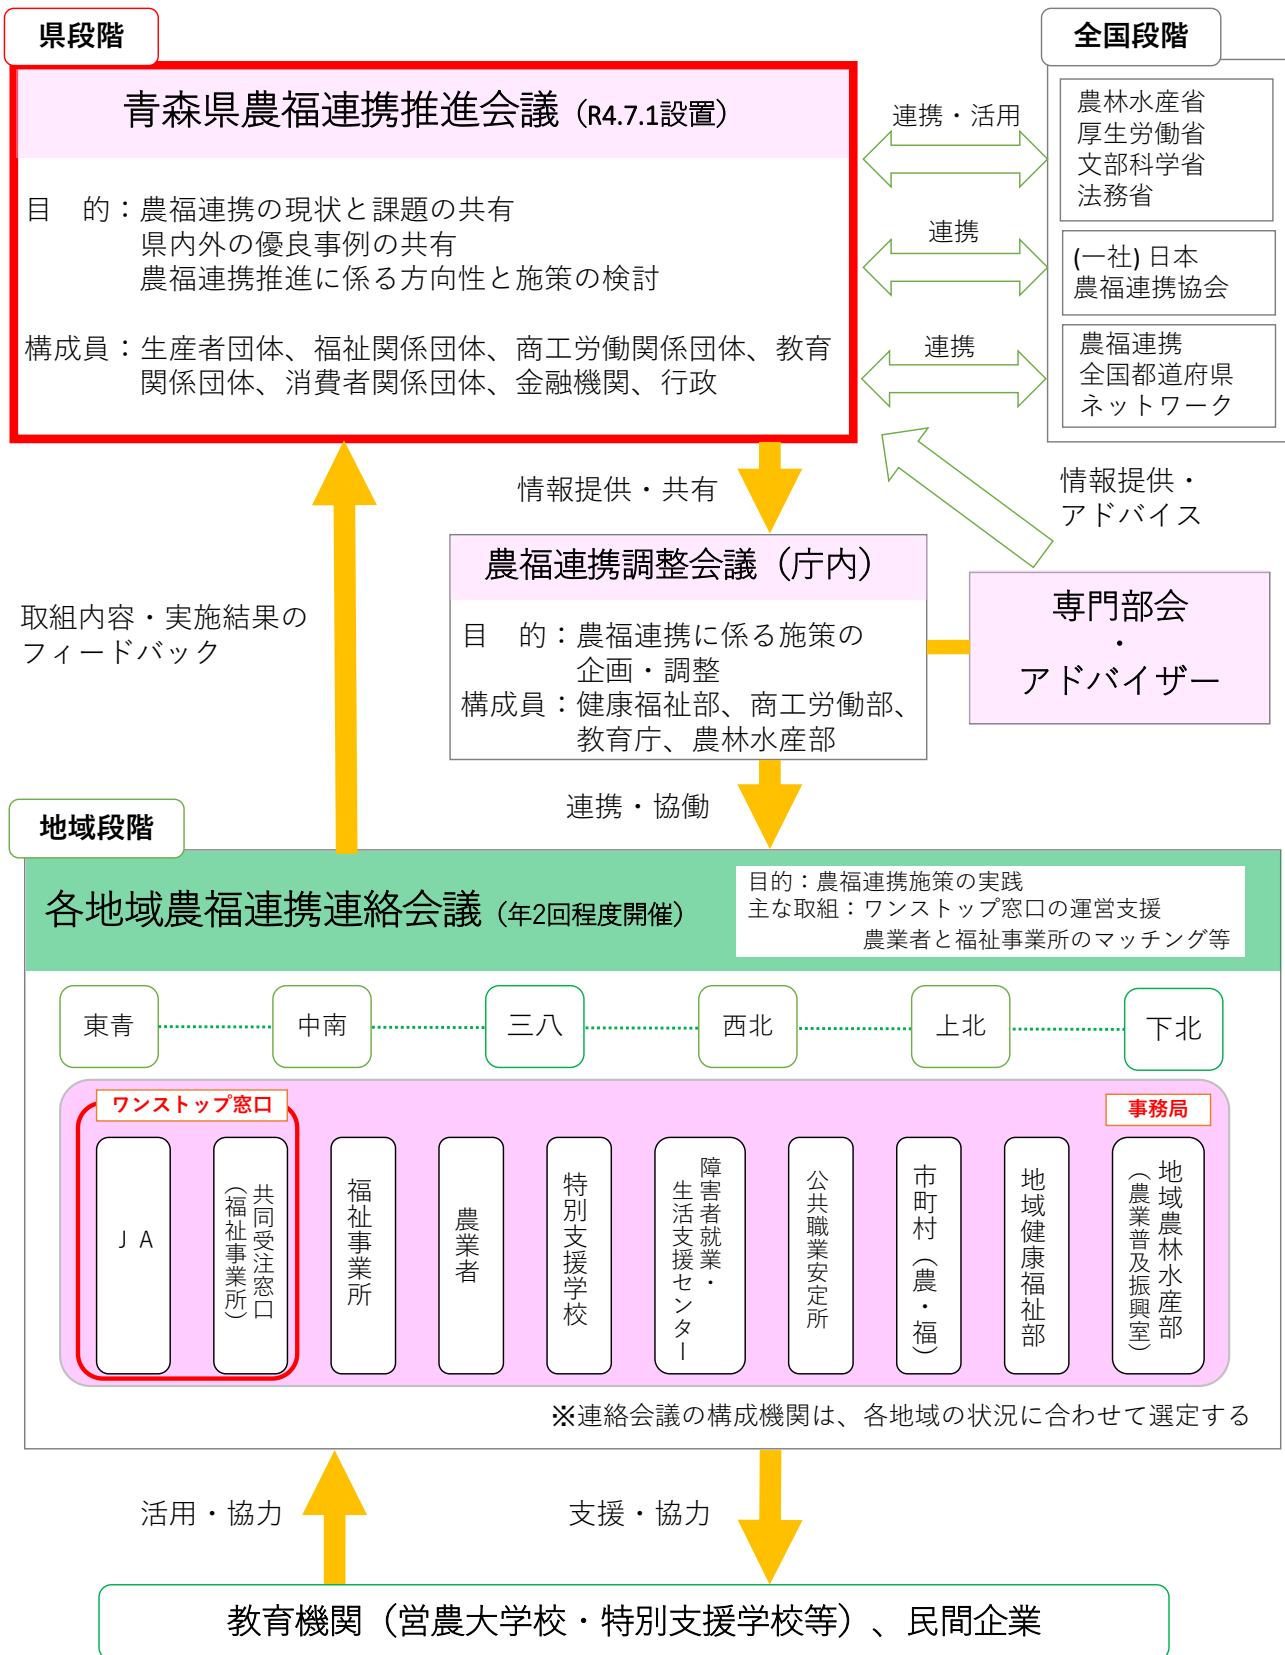 県段階
青森県農福連携推進会議（R4.7.1設置）
目　的：農福連携の現状と課題の共有
県内外の優良事例の共有
農福連携推進に係る方向性と施策の検討
構成員：生産者団体、福祉関係団体、商工労働関係団体、教育
関係団体、消費者関係団体、金融機関、行政
連携・活用
連携
連携
全国段階
農林水産省
厚生労働省
文部科学省
法務省
(一社) 日本
農福連携協会
農福連携
全国都道府県
ネットワーク
情報提供・共有
情報提供・
アドバイス
農福連携調整会議（庁内）
目　的：農福連携に係る施策の
企画・調整
構成員：健康福祉部、商工労働部、
教育庁、農林水産部
専門部会
・
アドバイザー
取組内容・実施結果の
フィードバック
連携・協働
地域段階
各地域農福連携連絡会議（年2回程度開催）
目的：農福連携施策の実践
主な取組：ワンストップ窓口の運営支援
農業者と福祉事業所のマッチング等
東青
中南
三八
西北
上北
下北
ワンストップ窓口
事務局
ＪＡ
共同受注窓口
（福祉事業所）
福祉事業所
農業者
特別支援学校
障害者就業・
生活支援センター
公共職業安定所
市町村（農・福）
地域健康福祉部
地域農林水産部
（農業普及振興室）
※連絡会議の構成機関は、各地域の状況に合わせて選定する
活用・協力
支援・協力
教育機関（営農大学校・特別支援学校等）、民間企業